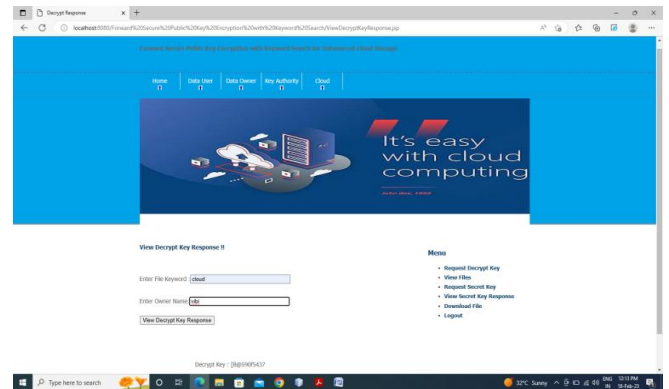 Decrypt Response
localhost:8080/Forward%20Secure%20Public%20Key%20Encryption%20with%20Keyword%20Search/ViewDecryptKeyResponse.jsp
Forward Secure Public Key Encryption with Keyword Search for Outsourced Cloud Storage
Home Data User Data Owner Key Authority Cloud
It's easy
with cloud
computing
View Decrypt Key Response !!
Menu
Enter File Keyword : cloud
Enter Owner Name:
View Decrypt Key Response
• Request Decrypt Key
• View Files
• Request Secret Key
• View Secret Key Response
• Download File
• Logout
Decrypt Key :
Type here to search
32°C Sunny
ENG
IN
12:13 PM
18-Feb-23